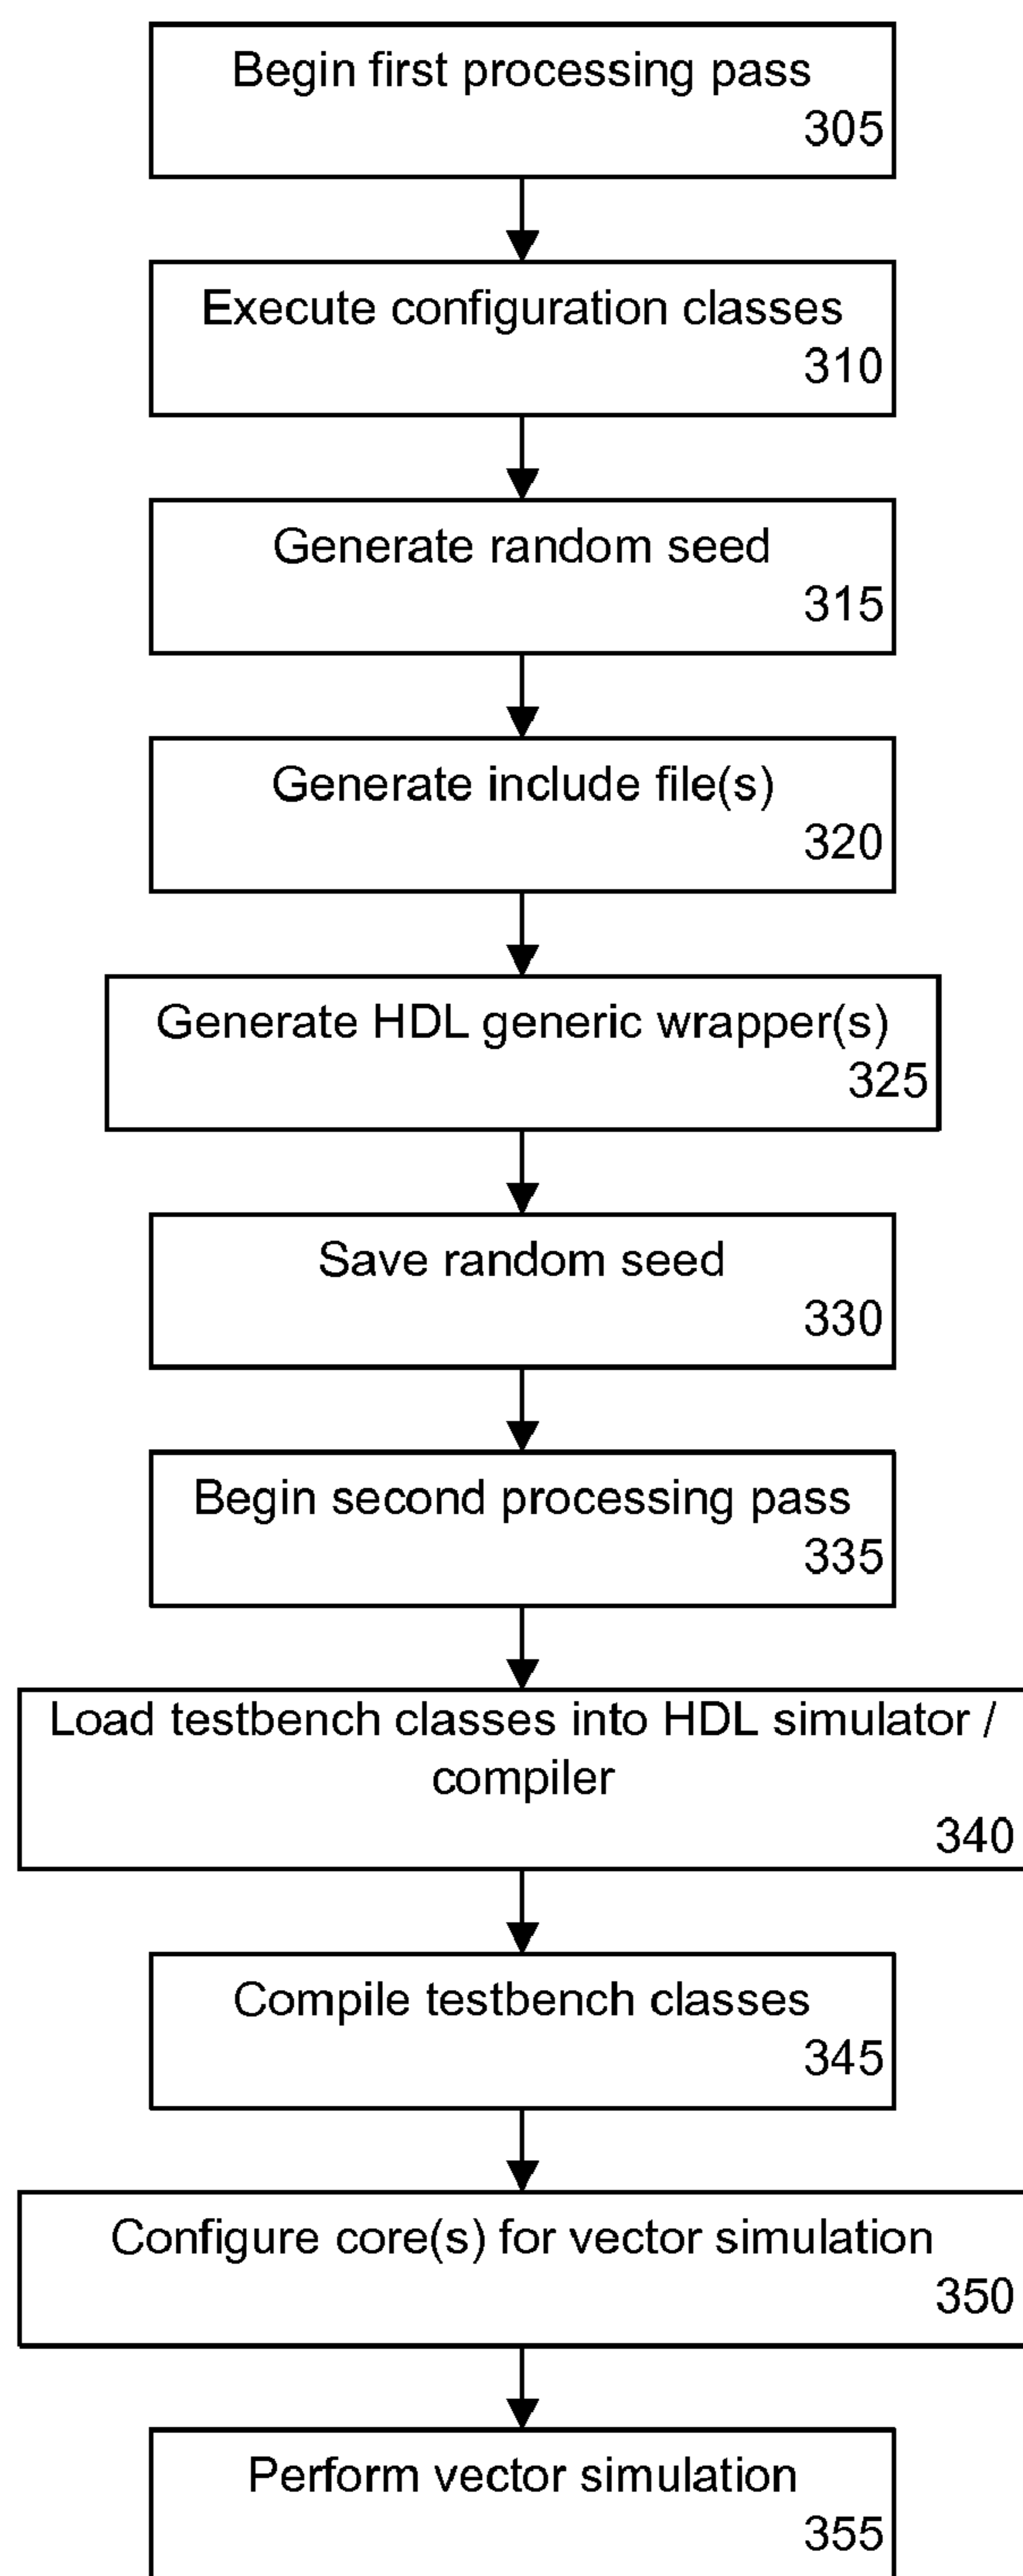 Begin first processing pass
305
Execute configuration classes
310
Generate random seed
315
Generate include file(s)
320
Generate HDL generic wrapper(s)
325
Save random seed
330
Begin second processing pass
335
Load testbench classes into HDL simulator /
compiler
340
Compile testbench classes
345
Configure core(s) for vector simulation
350
Perform vector simulation
355